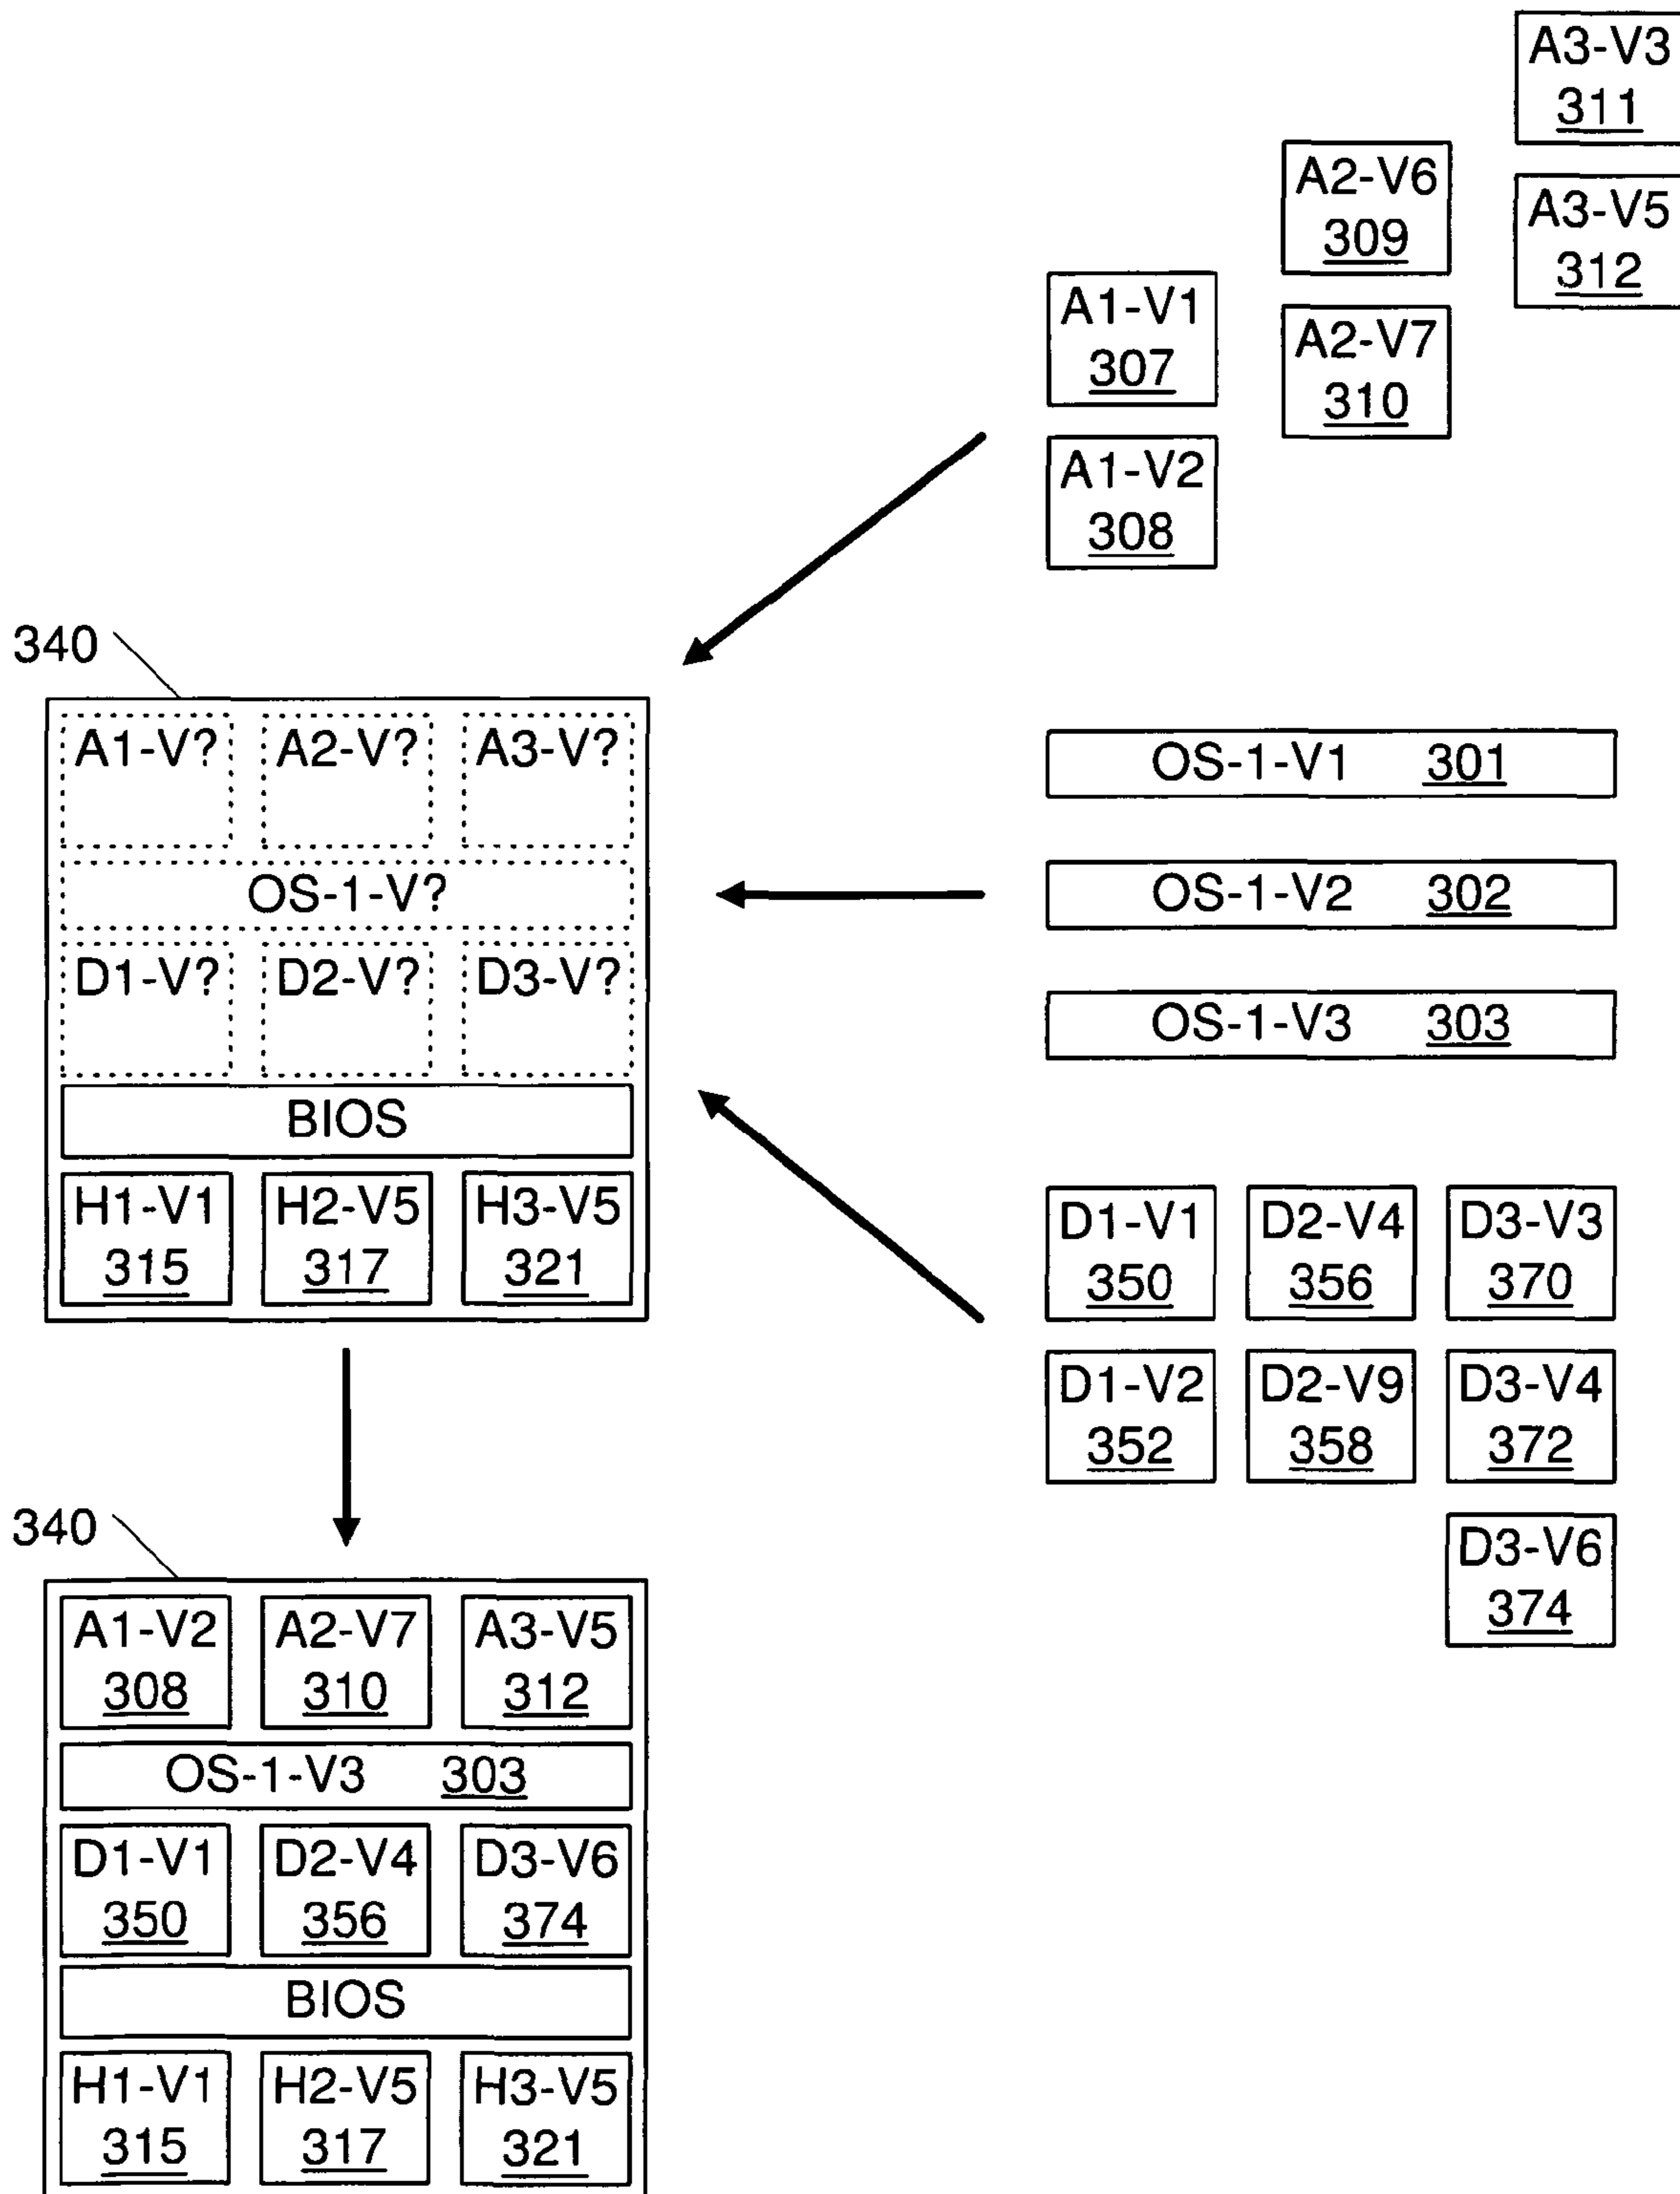 A3-V3
311
A2-V6
309
A3-V5
312
A1-V1
307
A2-V7
310
A1-V2
308
340
A1-V? A2-V? A3-V?
OS-1-V?
D1-V? D2-V? D3-V?
BIOS
H1-V1 H2-V5 H3-V5
315 317 321
OS-1-V1 301
OS-1-V2 302
OS-1-V3 303
D1-V1 D2-V4 D3-V3
350 356 370
D1-V2 D2-V9 D3-V4
352 358 372
D3-V6
374
340
A1-V2 A2-V7 A3-V5
308 310 312
OS-1-V3 303
D1-V1 D2-V4 D3-V6
350 356 374
BIOS
H1-V1 H2-V5 H3-V5
315 317 321